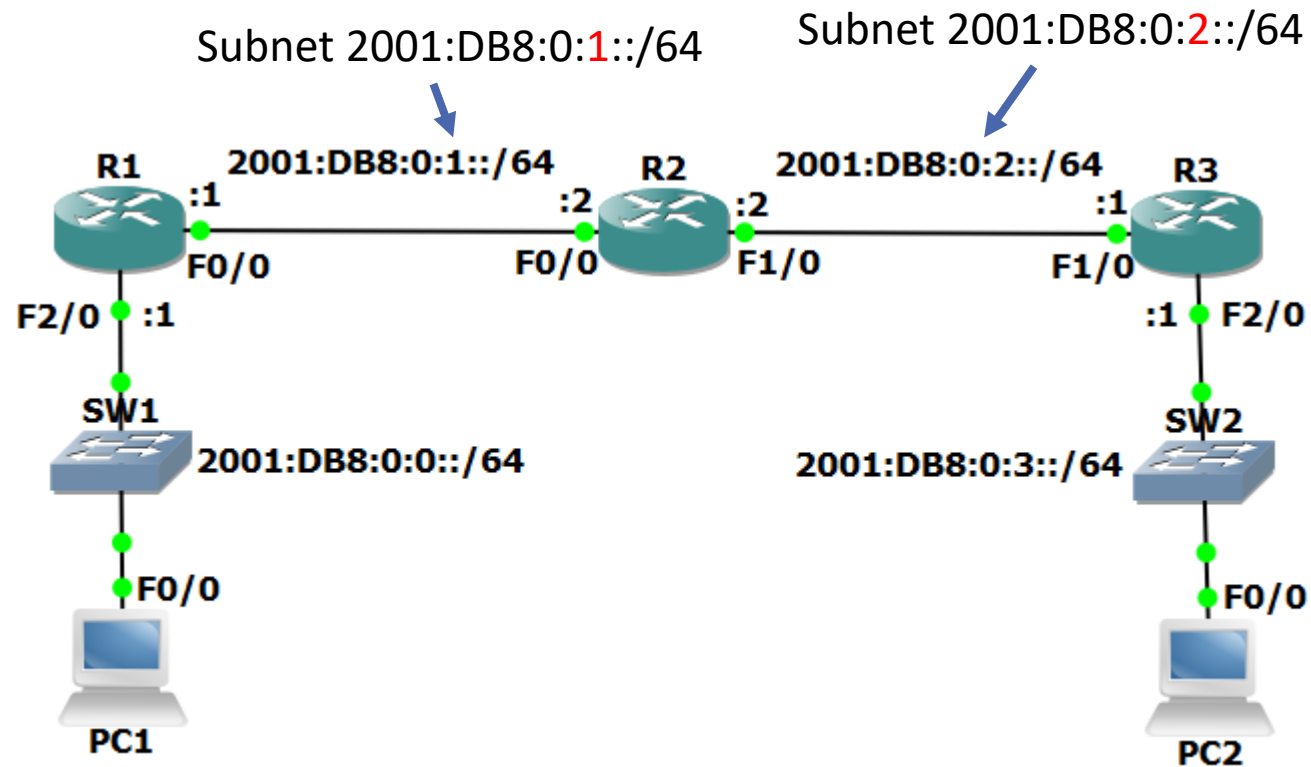 Subnet 2001:DB8:0:1::/64
Subnet 2001:DB8:0:2::/64
R1
2001:DB8:0:1::/64
R2
2001:DB8:0:2::/64
R3
:1
:2
:2
:1
F0/0
F0/0
F1/0
F1/0
F2/0
:1
:1
F2/0
SW1
SW2
2001:DB8:0:0::/64
2001:DB8:0:3::/64
F0/0
F0/0
PC1
PC2